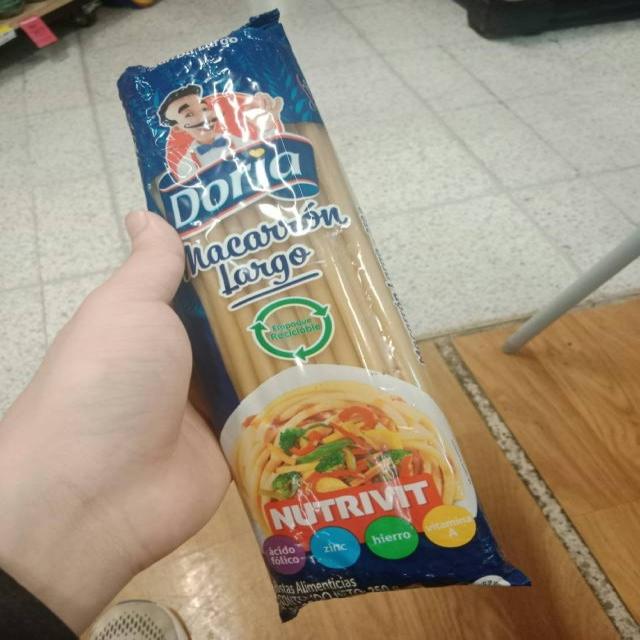 Doria
Macarrón
Largo
Empaque
Reciclable
NUTRIVIT
ácido
fólico
zinc
hierro
vitamina
A
Pastas Alimenticias